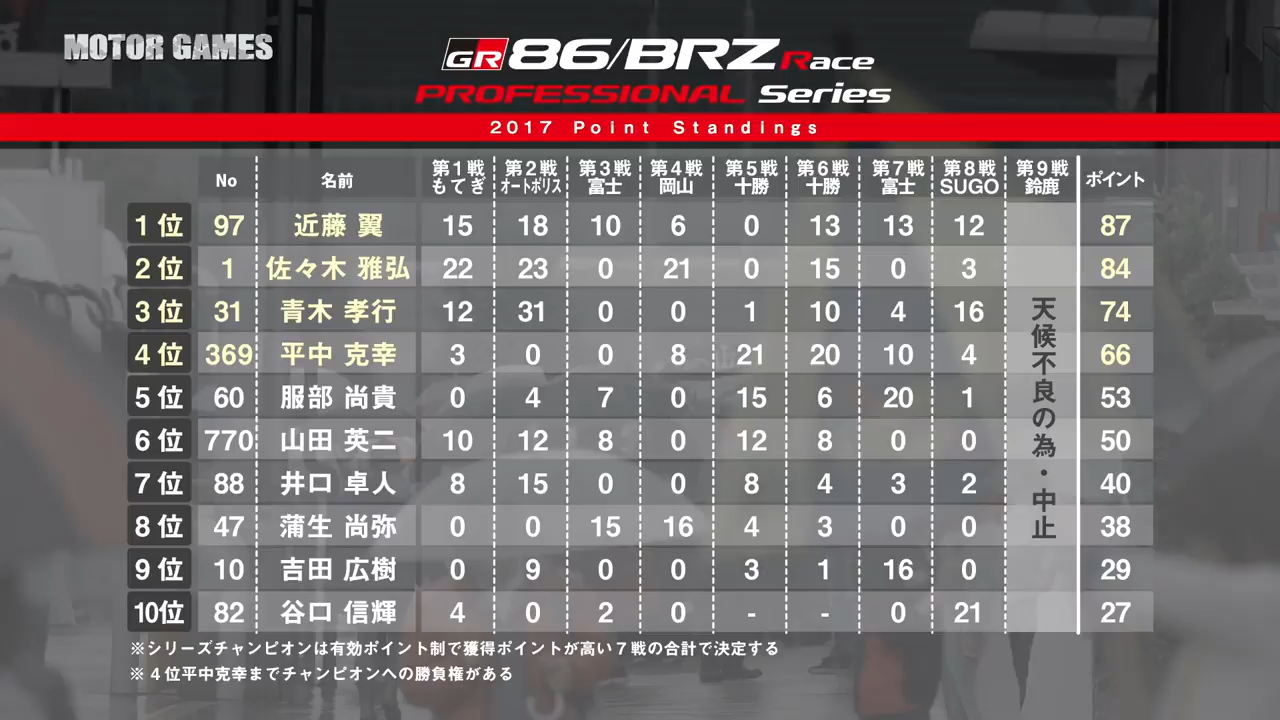 MOTOR GAMES
GR 86/BRZ Race
PROFESSIONAL Series
2017 Point Standings
No 名前 第1戦 もてぎ 第2戦 オートポリス 第3戦 富士 第4戦 岡山 第5戦 十勝 第6戦 十勝 第7戦 富士 第8戦 SUGO 第9戦 鈴鹿 ポイント
1位 97 近藤 翼 15 18 10 6 0 13 13 12 87
2位 1 佐々木 雅弘 22 23 0 21 0 15 0 3 84
3位 31 青木 孝行 12 31 0 0 1 10 4 16 74
4位 369 平中 克幸 3 0 0 8 21 20 10 4 66
5位 60 服部 尚貴 0 4 7 0 15 6 20 1 53
6位 770 山田 英二 10 12 8 0 12 8 0 0 50
7位 88 井口 卓人 8 15 0 0 8 4 3 2 40
8位 47 蒲生 尚弥 0 0 15 16 4 3 0 0 38
9位 10 吉田 広樹 0 9 0 0 3 1 16 0 29
10位 82 谷口 信輝 4 0 2 0 - - 0 21 27
天候不良の為・中止
※シリーズチャンピオンは有効ポイント制で獲得ポイントが高い7戦の合計で決定する
※4位平中克幸までチャンピオンへの勝負権がある